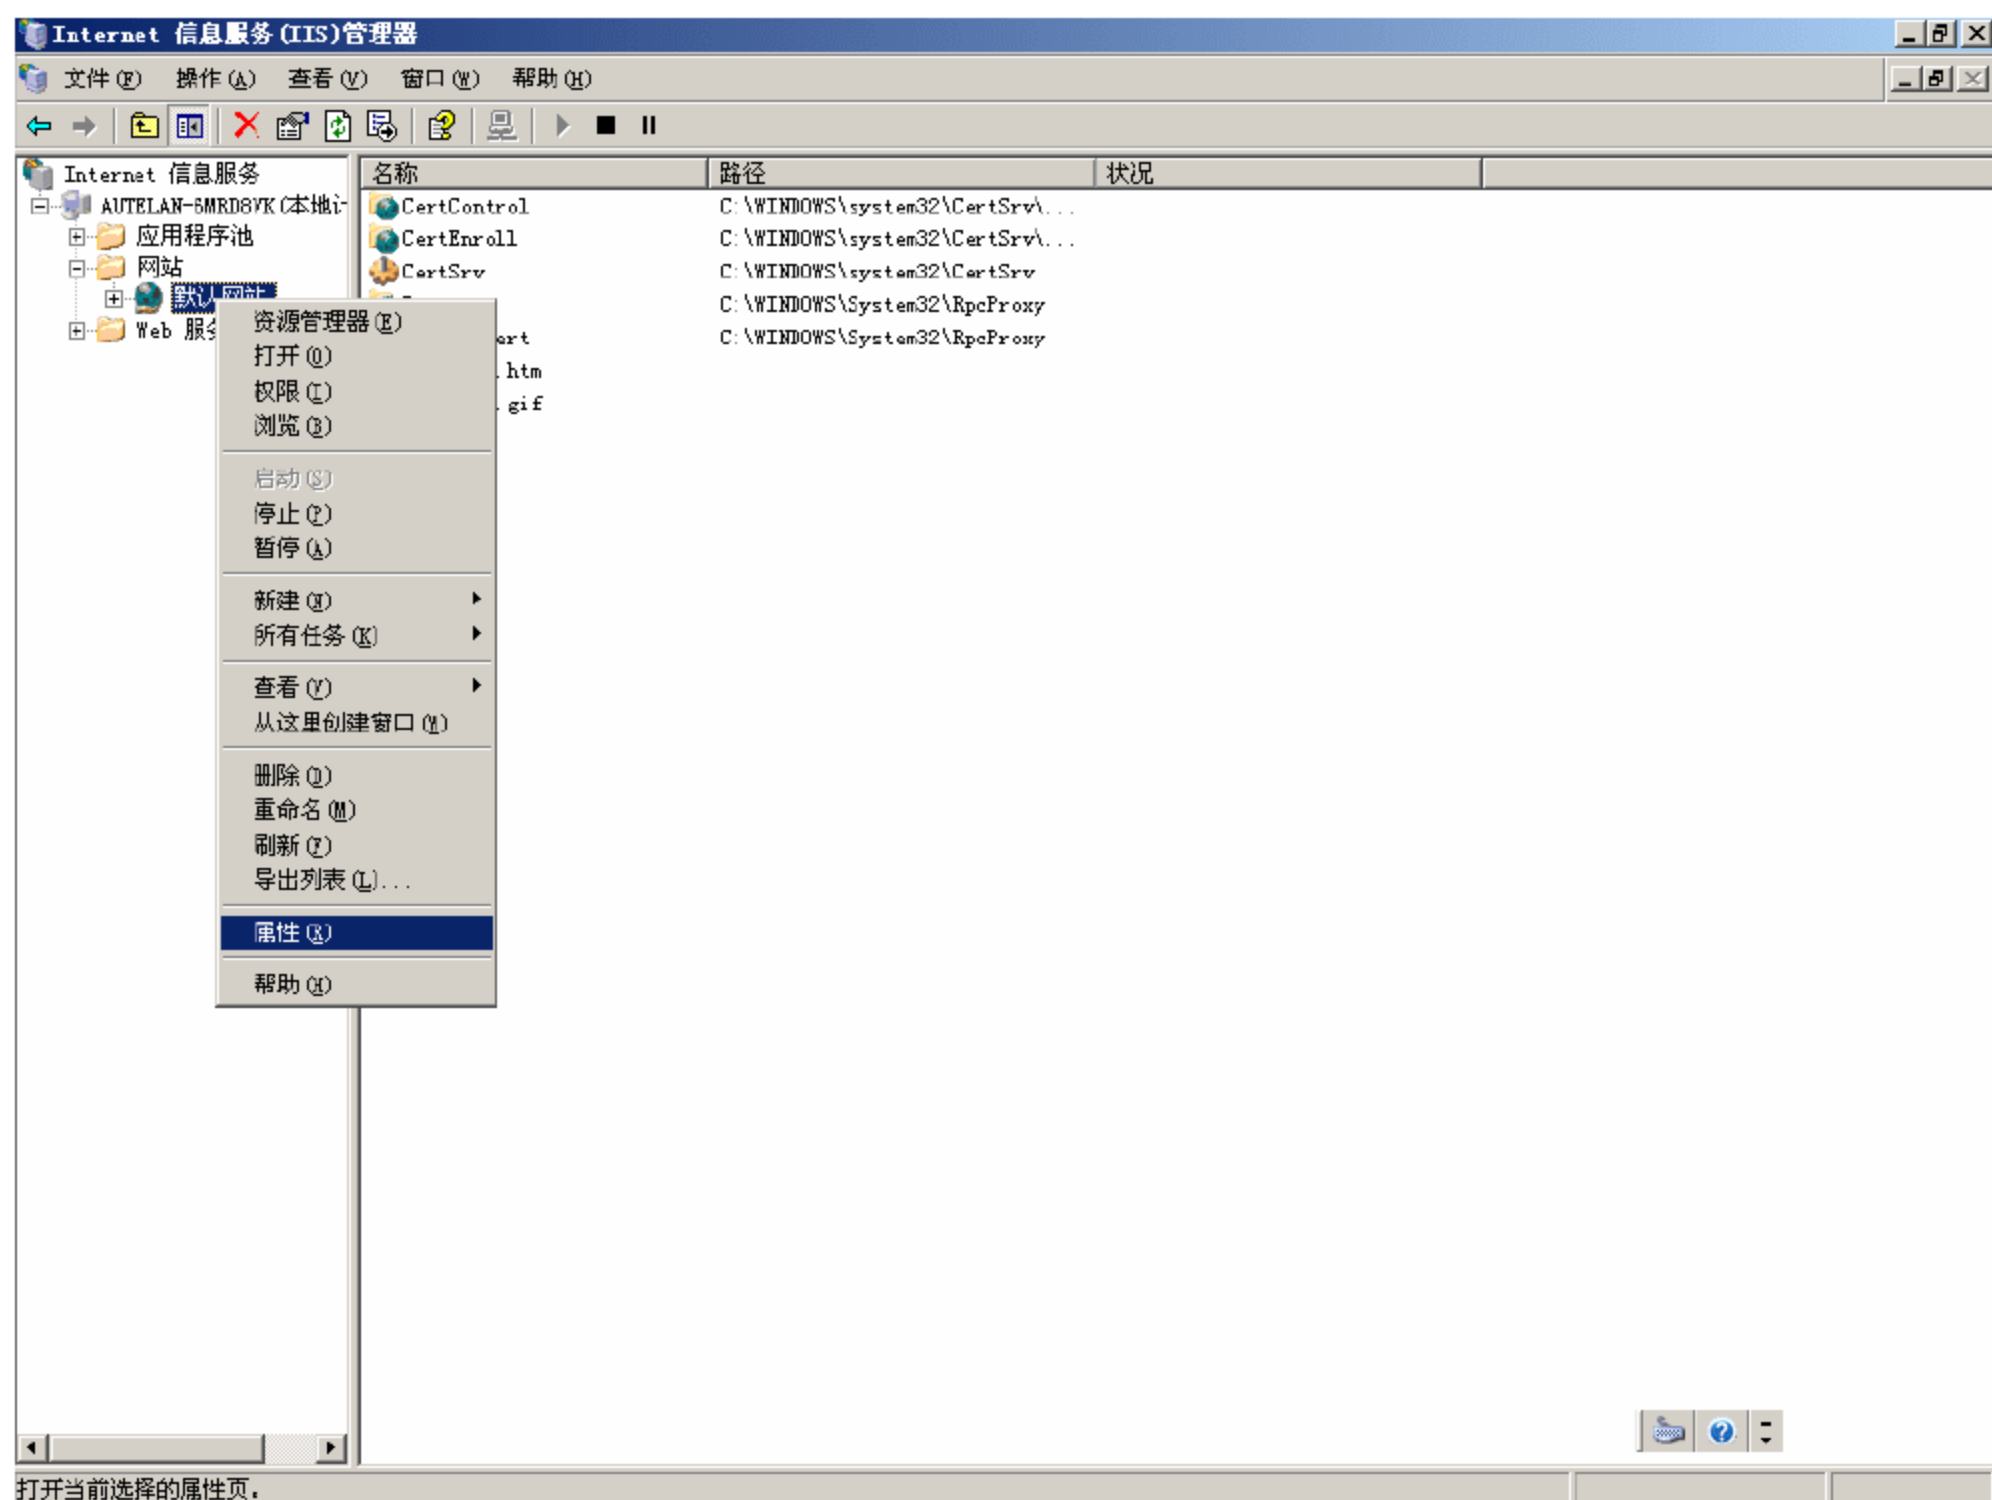 Internet 信息服务(IIS)管理器
文件(F) 操作(A) 查看(V) 窗口(W) 帮助(H)
Internet 信息服务
AUTELAN-6MRD8VK(本地计
应用程序池
网站
默认网站
Web 服务
名称 路径 状况
CertControl C:\WINDOWS\system32\CertSrv\...
CertEnroll C:\WINDOWS\system32\CertSrv\...
CertSrv C:\WINDOWS\system32\CertSrv
C:\WINDOWS\System32\RpcProxy
ert C:\WINDOWS\System32\RpcProxy
.htm
.gif
资源管理器(E)
打开(O)
权限(I)
浏览(B)
启动(S)
停止(P)
暂停(A)
新建(N)
所有任务(K)
查看(V)
从这里创建窗口(W)
删除(D)
重命名(M)
刷新(F)
导出列表(L)...
属性(R)
帮助(H)
打开当前选择的属性页。